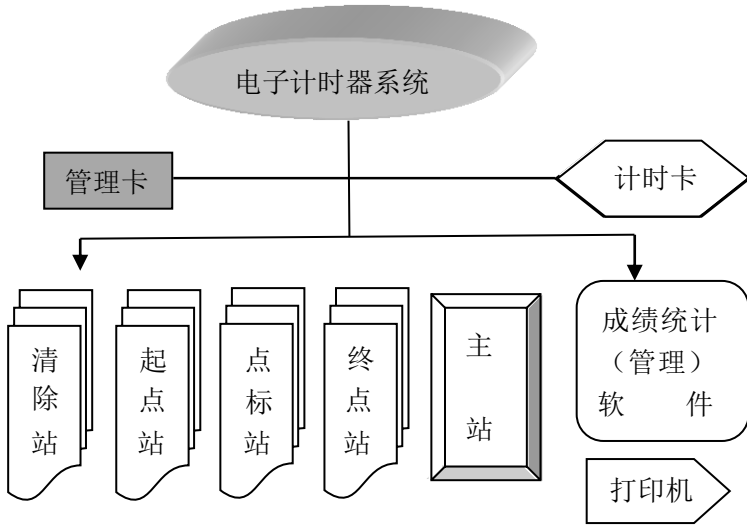 电子计时器系统
管理卡
计时卡
清除站
起点站
点标站
终点站
主站
成绩统计
（管理）
软 件
打印机